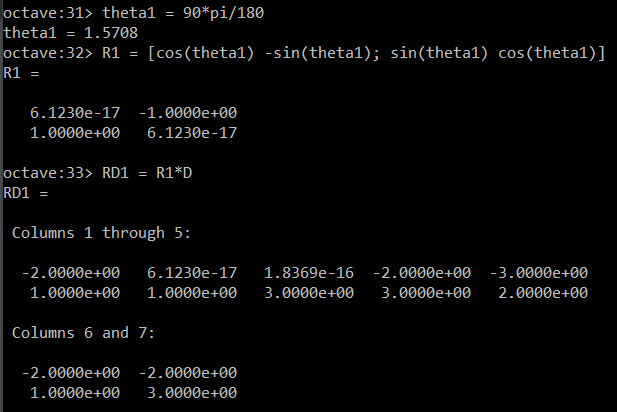 octave:31> theta1 = 90*pi/180
theta1 = 1.5708
octave:32> R1 = [cos(theta1) -sin(theta1); sin(theta1) cos(theta1)]
R1 =
6.1230e-17 -1.0000e+00
1.0000e+00 6.1230e-17
octave:33> RD1 = R1*D
RD1 =
Columns 1 through 5:
-2.0000e+00 6.1230e-17 1.8369e-16 -2.0000e+00 -3.0000e+00
1.0000e+00 1.0000e+00 3.0000e+00 3.0000e+00 2.0000e+00
Columns 6 and 7:
-2.0000e+00 -2.0000e+00
1.0000e+00 3.0000e+00